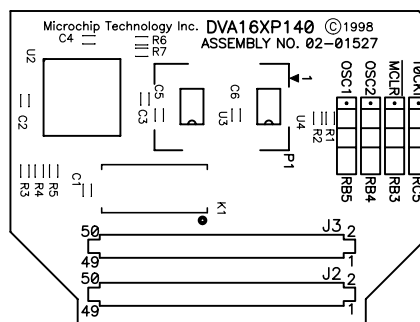 Microchip Technology Inc. DVA16XP140 ©1998
ASSEMBLY NO. 02-01527
U2
C4
R6
R7
C2
C5
C3
C6
U3
1
U4
R2
R1
P1
OSC1
OSC2
MCLR
T0CKI
RB5
RB4
RB3
RC5
R3
R4
R5
C1
K1
50
J3
2
49
1
50
J2
2
49
1